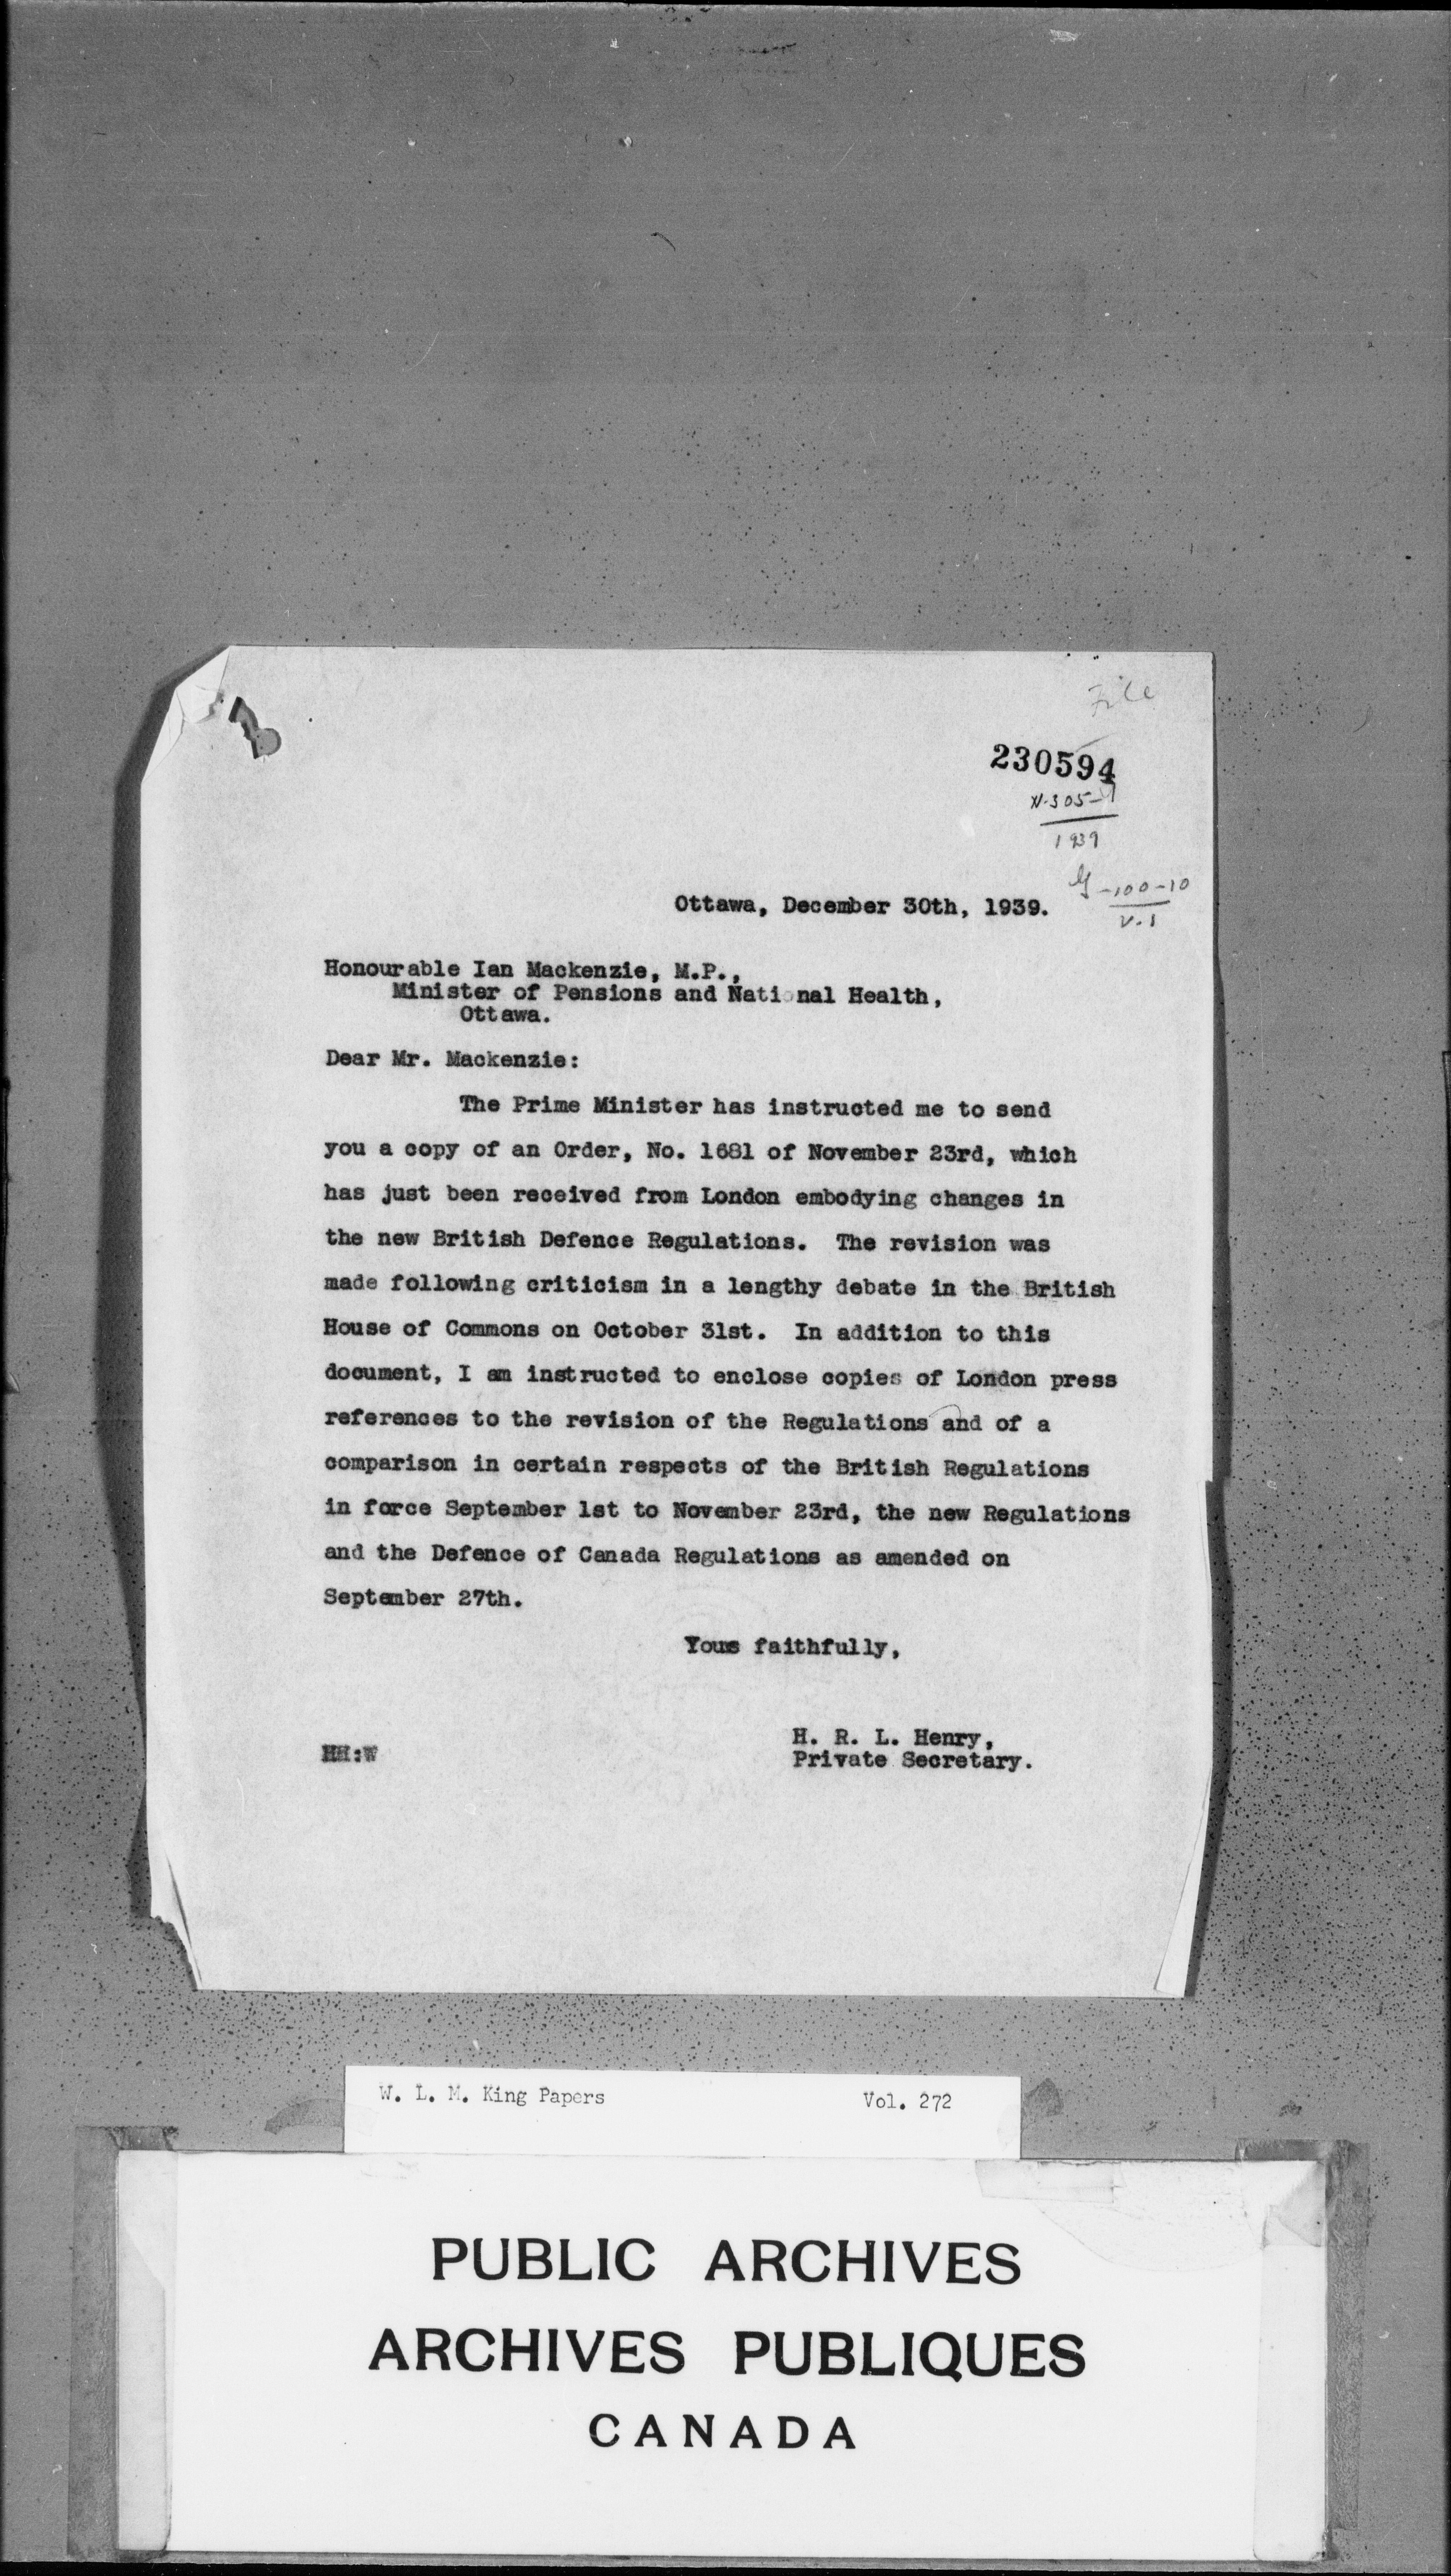 File
230594
N-305-
1939
Ottawa, December 30th, 1939.
-100-10
V.1
Honourable Ian Mackenzie, M.P.,
Minister of Pensions and National Health,
Ottawa.
Dear Mr. Mackenzie:
The Prime Minister has instructed me to send
you a copy of an Order, No. 1681 of November 23rd, which
has just been received from London embodying changes in
the new British Defence Regulations. The revision was
made following criticism in a lengthy debate in the British
House of Commons on October 31st. In addition to this
document, I am instructed to enclose copies of London press
references to the revision of the Regulations and of a
comparison in certain respects of the British Regulations
in force September 1st to November 23rd, the new Regulations
and the Defence of Canada Regulations as amended on
September 27th.
Yours faithfully,
H. R. L. Henry,
HH:W
Private Secretary.
W. L. M. King Papers Vol. 272
PUBLIC ARCHIVES
ARCHIVES PUBLIQUES
CANADA